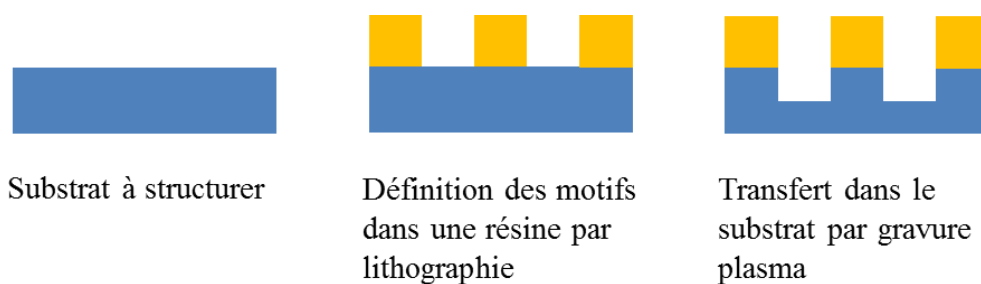 Substrat à structurer
Définition des motifs
dans une résine par
lithographie
Transfert dans le
substrat par gravure
plasma